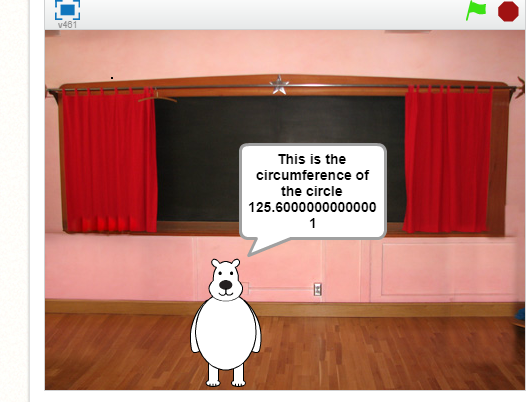 v461
This is the
circumference of
the circle
125.6000000000000
1